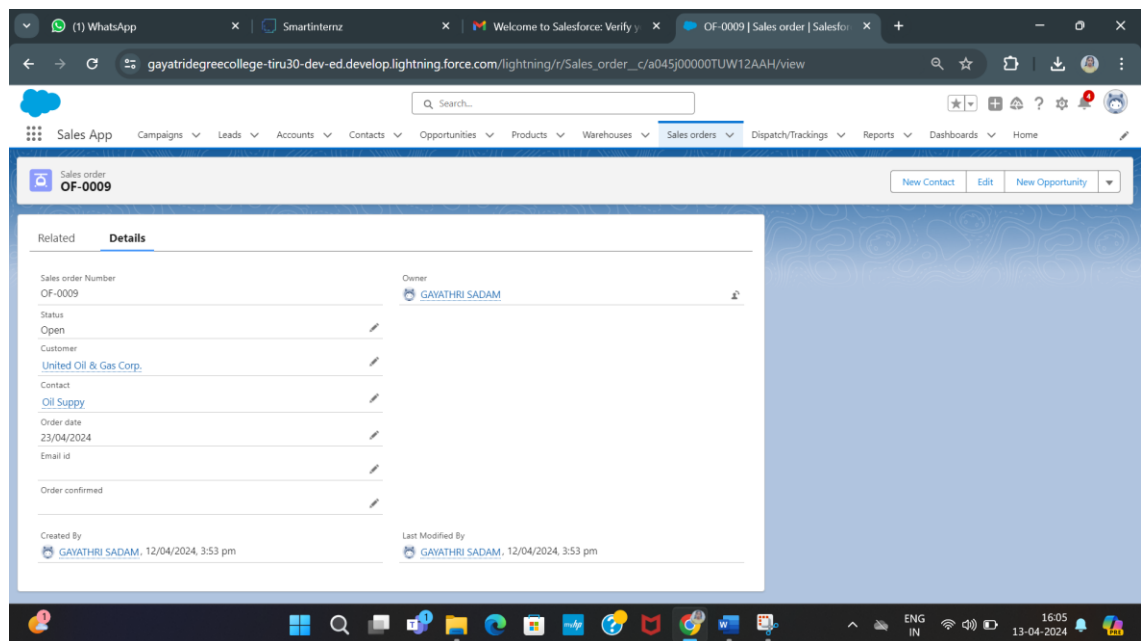 (1) WhatsApp
Smartinternz
Welcome to Salesforce: Verify y
OF-0009 | Sales order | Salesfor
gayatridegreecollege-tiru30-dev-ed.develop.lightning.force.com/lightning/r/Sales_order__c/a045j00000TUW12AAH/view
Search...
4
Sales App Campaigns Leads Accounts Contacts Opportunities Products Warehouses Sales orders Dispatch/Trackings Reports Dashboards Home
Sales order
OF-0009
New Contact Edit New Opportunity
Related Details
Sales order Number
OF-0009
Owner
GAYATHRI SADAM
Status
Open
Customer
United Oil & Gas Corp.
Contact
Oil Suppy
Order date
23/04/2024
Email id
Order confirmed
Created By
GAYATHRI SADAM, 12/04/2024, 3:53 pm
Last Modified By
GAYATHRI SADAM, 12/04/2024, 3:53 pm
1
ENG
IN
16:05
13-04-2024
PRE